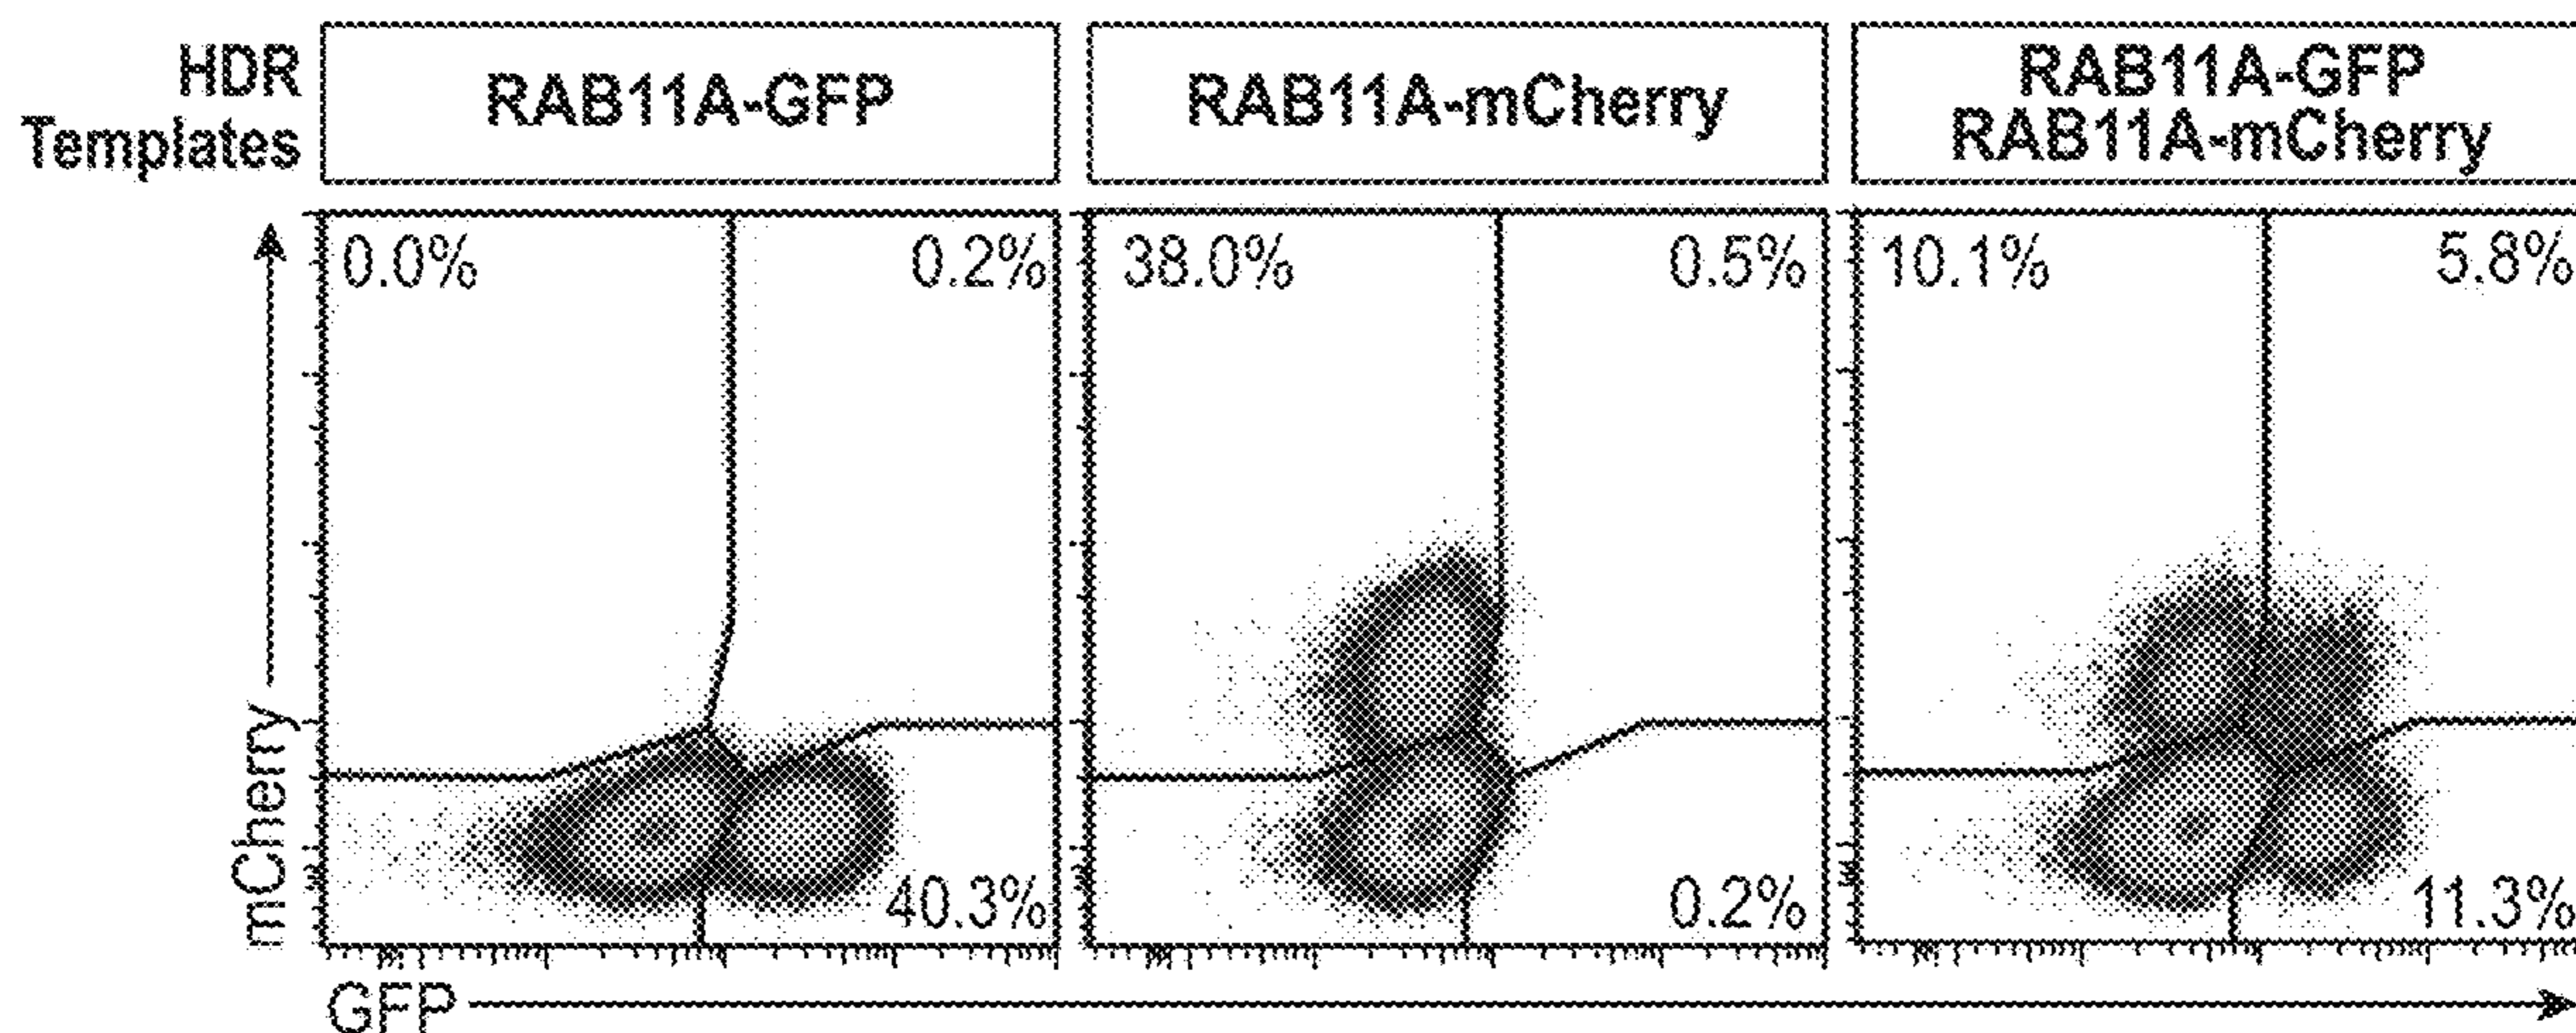 HDR
Templates
RAB11A-GFP
RAB11A-mCherry
RAB11A-GFP
RAB11A-mCherry
0.0%
0.2%
38.0%
0.5%
10.1%
5.8%
mCherry
40.3%
0.2%
11.3%
GFP